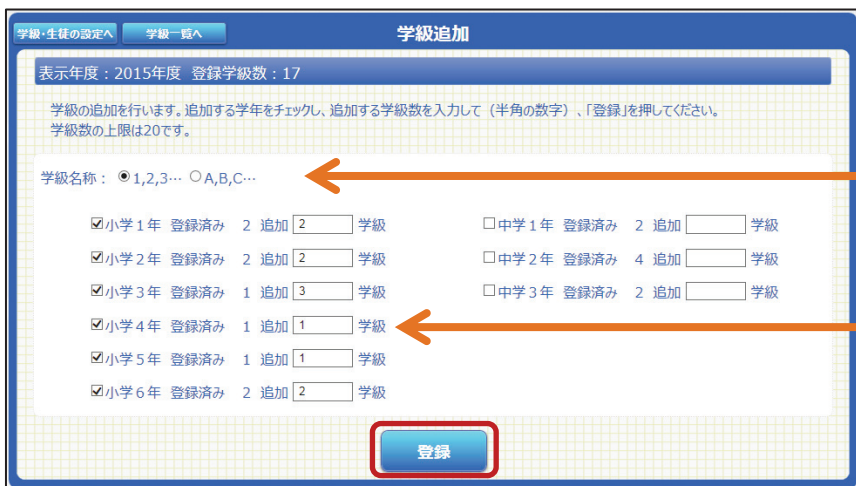 学級・生徒の設定へ 学級一覧へ 学級追加
表示年度：2015年度 登録学級数：17
学級の追加を行います。追加する学年をチェックし、追加する学級数を入力して（半角の数字）、「登録」を押してください。
学級数の上限は20です。
学級名称： 1,2,3… A,B,C…
小学1年 登録済み 2 追加 2 学級 中学1年 登録済み 2 追加 学級
小学2年 登録済み 2 追加 2 学級 中学2年 登録済み 4 追加 学級
小学3年 登録済み 1 追加 3 学級 中学3年 登録済み 2 追加 学級
小学4年 登録済み 1 追加 1 学級
小学5年 登録済み 1 追加 1 学級
小学6年 登録済み 2 追加 2 学級
登録